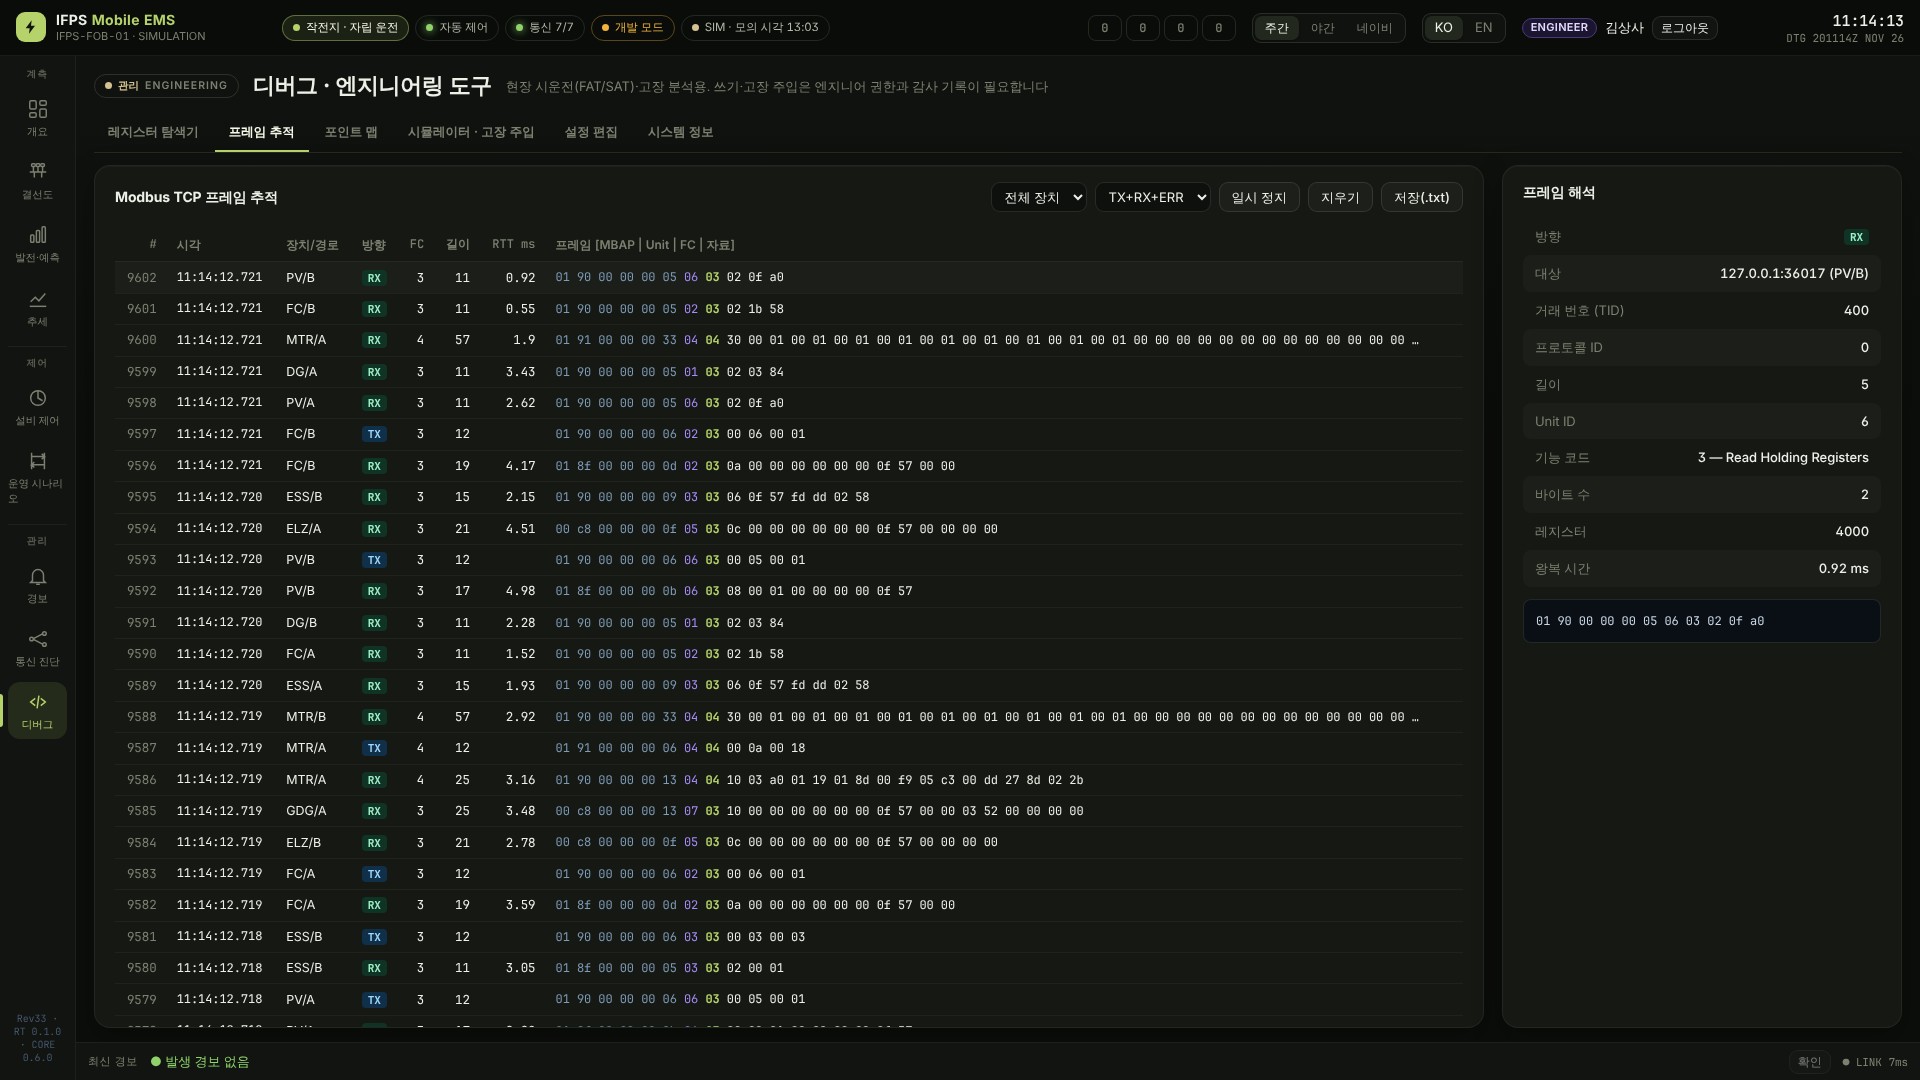 IFPS Mobile EMS
IFPS-FOB-01 · SIMULATION
작전지 · 자립 운전
자동 제어
통신 7/7
개발 모드
SIM · 모의 시각 13:03
0 0 0 0
주간 야간 네이비
KO EN
ENGINEER 김상사 로그아웃
11:14:13
DTG 201114Z NOV 26
계측
개요
결선도
발전·예측
추세
제어
설비 제어
운영 시나리
오
관리
경보
통신 진단
디버그
Rev33 ·
RT 0.1.0
· CORE
0.6.0
관리 ENGINEERING
디버그 · 엔지니어링 도구
현장 시운전(FAT/SAT)·고장 분석용. 쓰기·고장 주입은 엔지니어 권한과 감사 기록이 필요합니다
레지스터 탐색기 프레임 추적 포인트 맵 시뮬레이터 · 고장 주입 설정 편집 시스템 정보
Modbus TCP 프레임 추적
전체 장치 TX+RX+ERR 일시 정지 지우기 저장(.txt)
# 시각 장치/경로 방향 FC 길이 RTT ms 프레임 [MBAP | Unit | FC | 자료]
9602 11:14:12.721 PV/B RX 3 11 0.92 01 90 00 00 00 05 06 03 02 0f a0
9601 11:14:12.721 FC/B RX 3 11 0.55 01 90 00 00 00 05 02 03 02 1b 58
9600 11:14:12.721 MTR/A RX 4 57 1.9 01 91 00 00 00 33 04 04 30 00 01 00 01 00 01 00 01 00 01 00 01 00 01 00 01 00 01 00 00 00 00 00 00 00 00 00 00 00 00 00 …
9599 11:14:12.721 DG/A RX 3 11 3.43 01 90 00 00 00 05 01 03 02 03 84
9598 11:14:12.721 PV/A RX 3 11 2.62 01 90 00 00 00 05 06 03 02 0f a0
9597 11:14:12.721 FC/B TX 3 12 01 90 00 00 00 06 02 03 00 06 00 01
9596 11:14:12.721 FC/B RX 3 19 4.17 01 8f 00 00 00 0d 02 03 0a 00 00 00 00 00 00 0f 57 00 00
9595 11:14:12.720 ESS/B RX 3 15 2.15 01 90 00 00 00 09 03 03 06 0f 57 fd dd 02 58
9594 11:14:12.720 ELZ/A RX 3 21 4.51 00 c8 00 00 00 0f 05 03 0c 00 00 00 00 00 00 0f 57 00 00 00 00
9593 11:14:12.720 PV/B TX 3 12 01 90 00 00 00 06 06 03 00 05 00 01
9592 11:14:12.720 PV/B RX 3 17 4.98 01 8f 00 00 00 0b 06 03 08 00 01 00 00 00 00 0f 57
9591 11:14:12.720 DG/B RX 3 11 2.28 01 90 00 00 00 05 01 03 02 03 84
9590 11:14:12.720 FC/A RX 3 11 1.52 01 90 00 00 00 05 02 03 02 1b 58
9589 11:14:12.720 ESS/A RX 3 15 1.93 01 90 00 00 00 09 03 03 06 0f 57 fd dd 02 58
9588 11:14:12.719 MTR/B RX 4 57 2.92 01 90 00 00 00 33 04 04 30 00 01 00 01 00 01 00 01 00 01 00 01 00 01 00 01 00 01 00 00 00 00 00 00 00 00 00 00 00 00 00 …
9587 11:14:12.719 MTR/A TX 4 12 01 91 00 00 00 06 04 04 00 0a 00 18
9586 11:14:12.719 MTR/A RX 4 25 3.16 01 90 00 00 00 13 04 04 10 03 a0 01 19 01 8d 00 f9 05 c3 00 dd 27 8d 02 2b
9585 11:14:12.719 GDG/A RX 3 25 3.48 00 c8 00 00 00 13 07 03 10 00 00 00 00 00 00 0f 57 00 00 03 52 00 00 00 00
9584 11:14:12.719 ELZ/B RX 3 21 2.78 00 c8 00 00 00 0f 05 03 0c 00 00 00 00 00 00 0f 57 00 00 00 00
9583 11:14:12.719 FC/A TX 3 12 01 90 00 00 00 06 02 03 00 06 00 01
9582 11:14:12.719 FC/A RX 3 19 3.59 01 8f 00 00 00 0d 02 03 0a 00 00 00 00 00 00 0f 57 00 00
9581 11:14:12.718 ESS/B TX 3 12 01 90 00 00 00 06 03 03 00 03 00 03
9580 11:14:12.718 ESS/B RX 3 11 3.05 01 8f 00 00 00 05 03 03 02 00 01
9579 11:14:12.718 PV/A TX 3 12 01 90 00 00 00 06 06 03 00 05 00 01
프레임 해석
방향 RX
대상 127.0.0.1:36017 (PV/B)
거래 번호 (TID) 400
프로토콜 ID 0
길이 5
Unit ID 6
기능 코드 3 — Read Holding Registers
바이트 수 2
레지스터 4000
왕복 시간 0.92 ms
01 90 00 00 00 05 06 03 02 0f a0
최신 경보 발생 경보 없음
확인 LINK 7ms